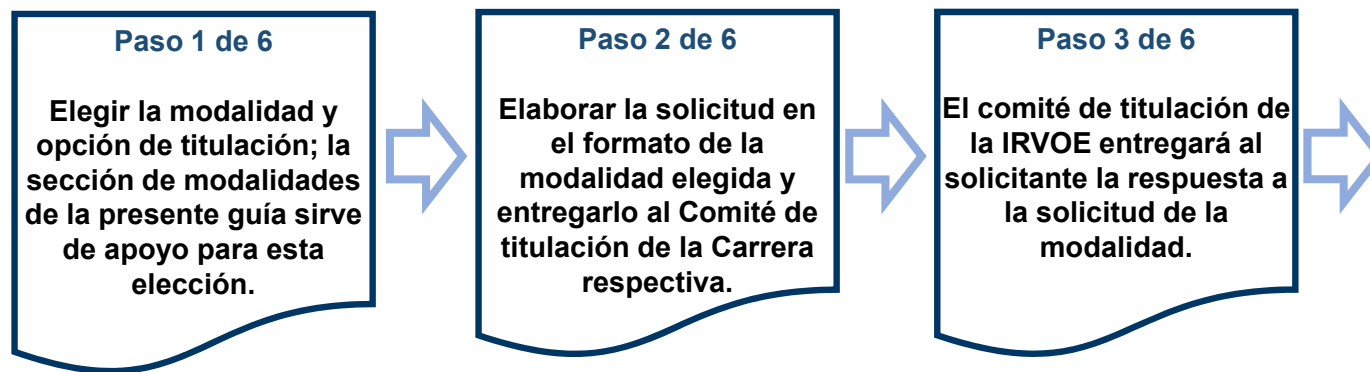 Paso 1 de 6
Elegir la modalidad y
opción de titulación; la
sección de modalidades
de la presente guía sirve
de apoyo para esta
elección.
Paso 2 de 6
Elaborar la solicitud en
el formato de la
modalidad elegida y
entregarlo al Comité de
titulación de la Carrera
respectiva.
Paso 3 de 6
El comité de titulación de
la IRVOE entregará al
solicitante la respuesta a
la solicitud de la
modalidad.